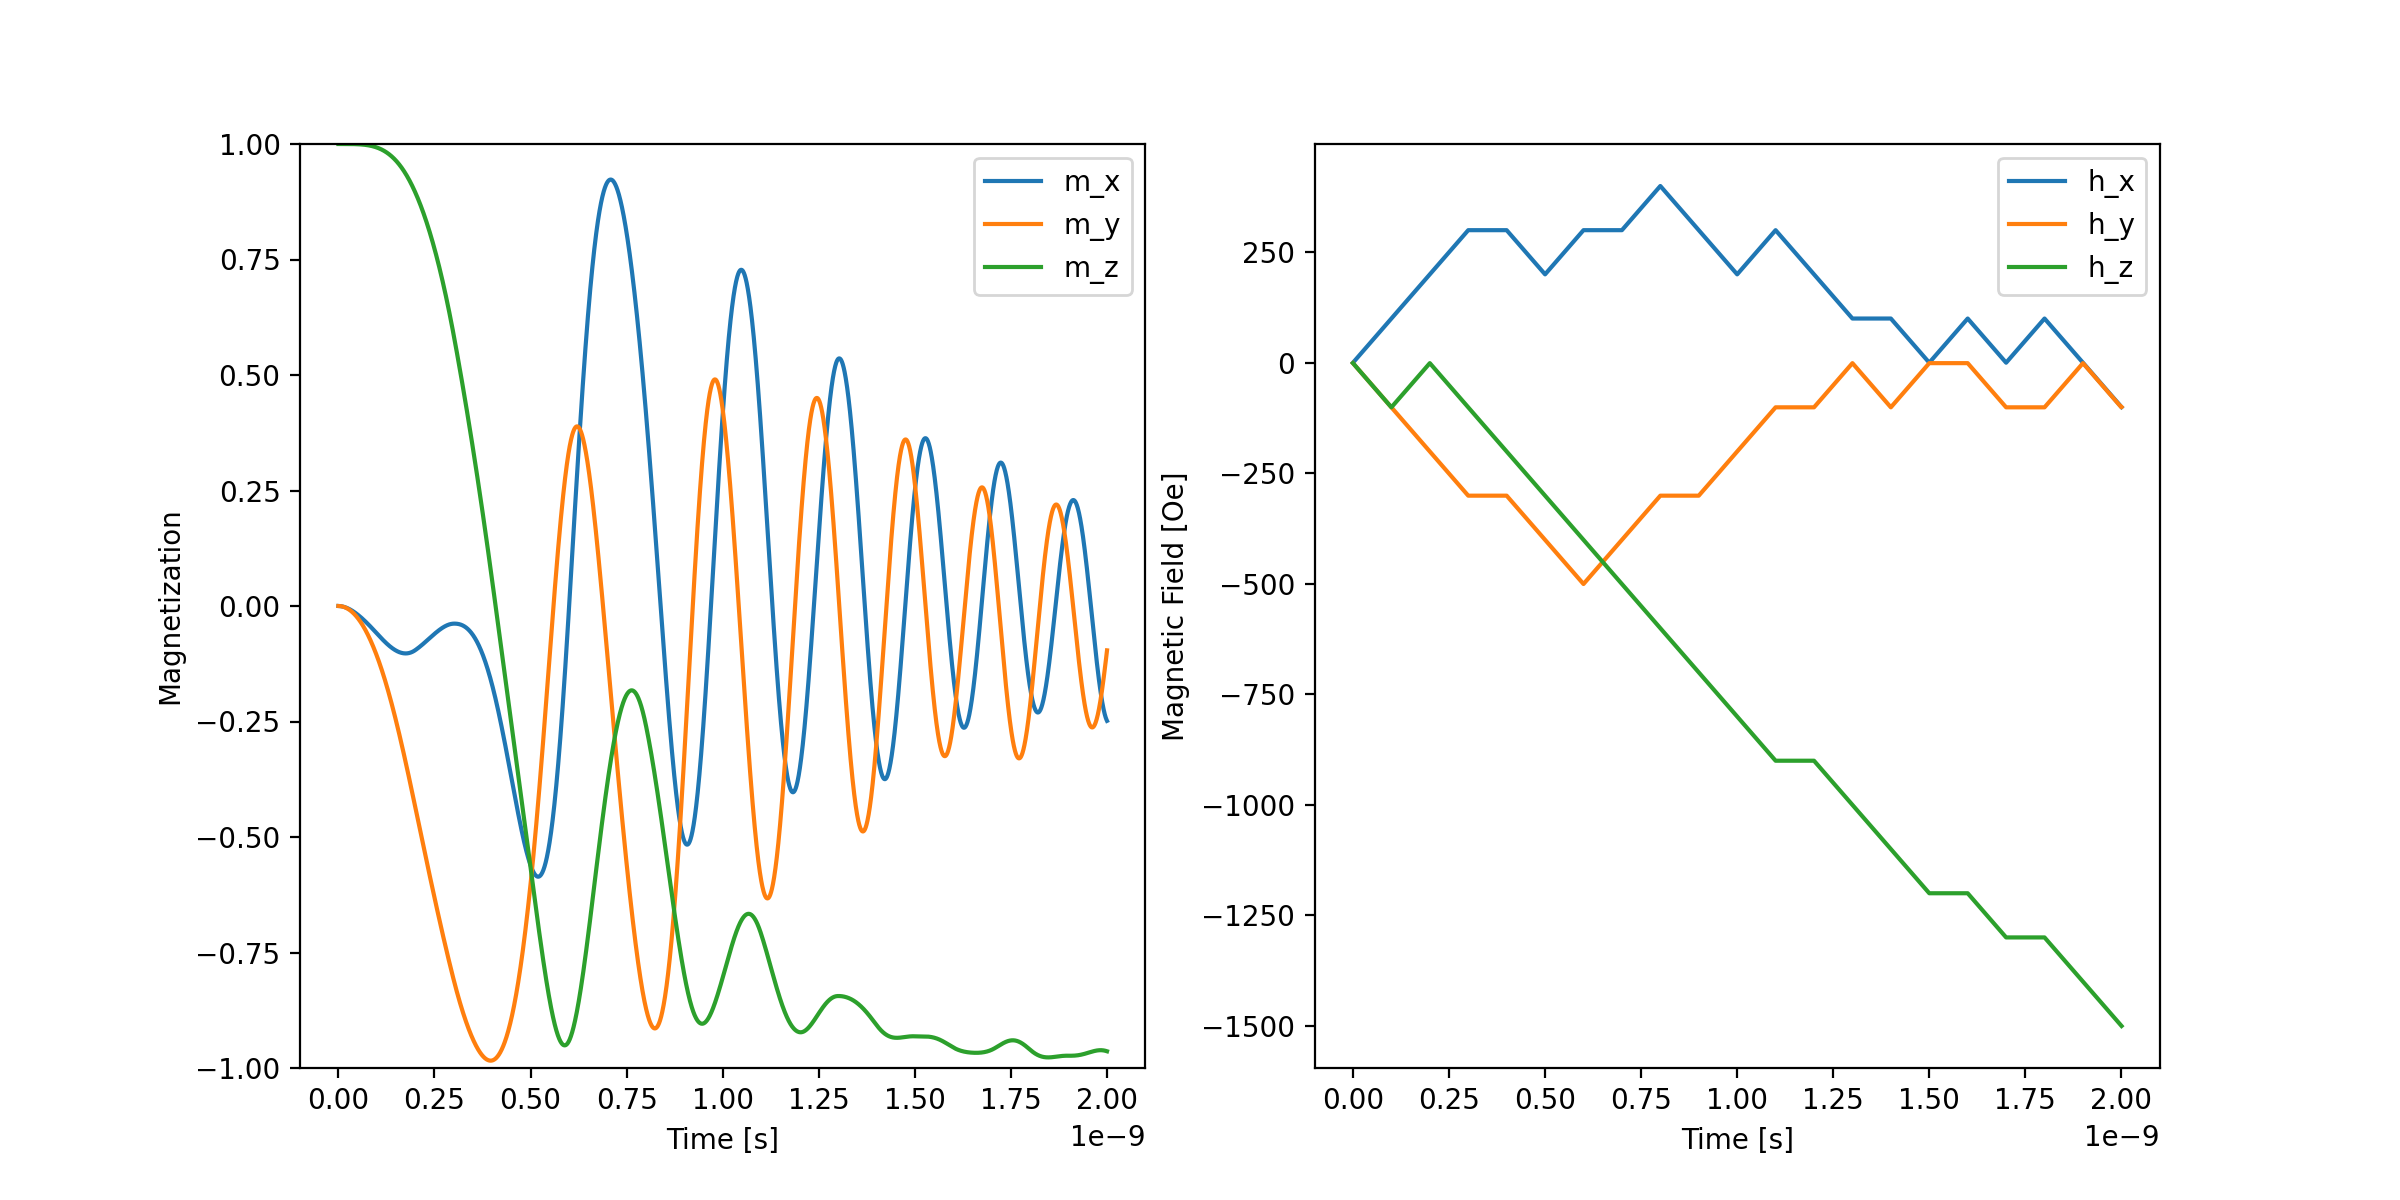 Magnetization
1.00
0.75
0.50
0.25
0.00
−0.25
−0.50
−0.75
−1.00
0.00 0.25 0.50 0.75 1.00 1.25 1.50 1.75 2.00
Time [s]
1e−9
m_x
m_y
m_z
Magnetic Field [Oe]
250
0
−250
−500
−750
−1000
−1250
−1500
0.00 0.25 0.50 0.75 1.00 1.25 1.50 1.75 2.00
Time [s]
1e−9
h_x
h_y
h_z